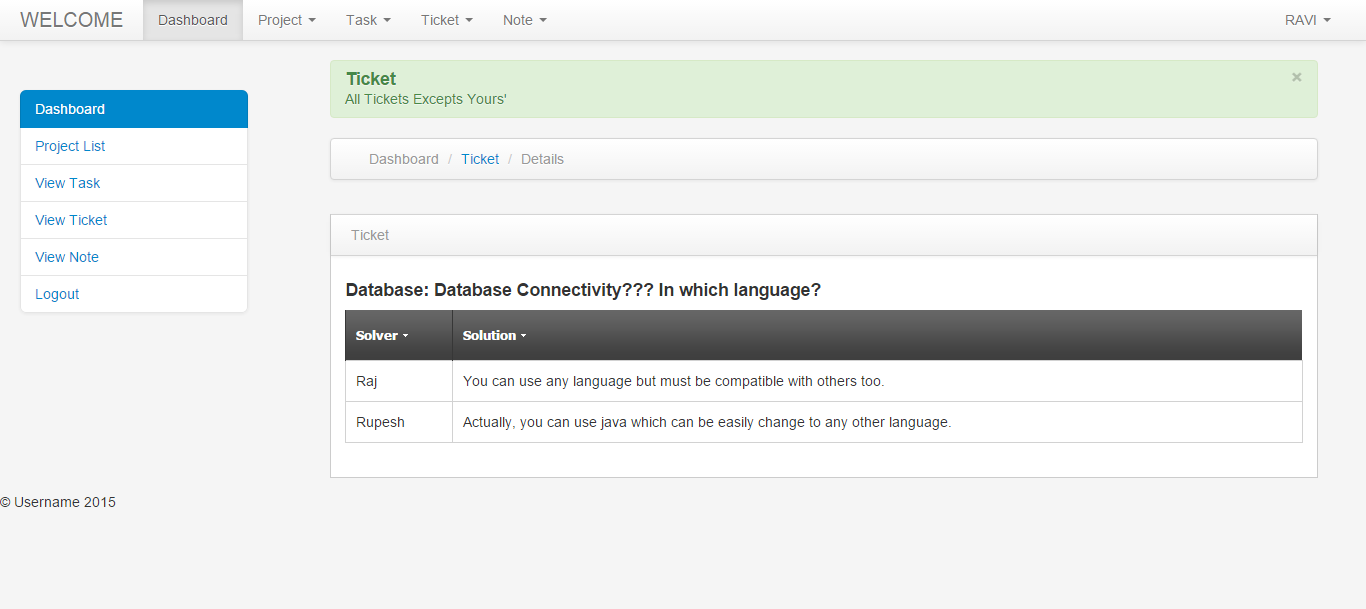 WELCOME Dashboard Project Task Ticket Note RAVI
Ticket ×
All Tickets Excepts Yours'
Dashboard
Project List
View Task
View Ticket
View Note
Logout
Dashboard / Ticket / Details
Ticket
Database: Database Connectivity??? In which language?
Solver Solution
Raj You can use any language but must be compatible with others too.
Rupesh Actually, you can use java which can be easily change to any other language.
© Username 2015